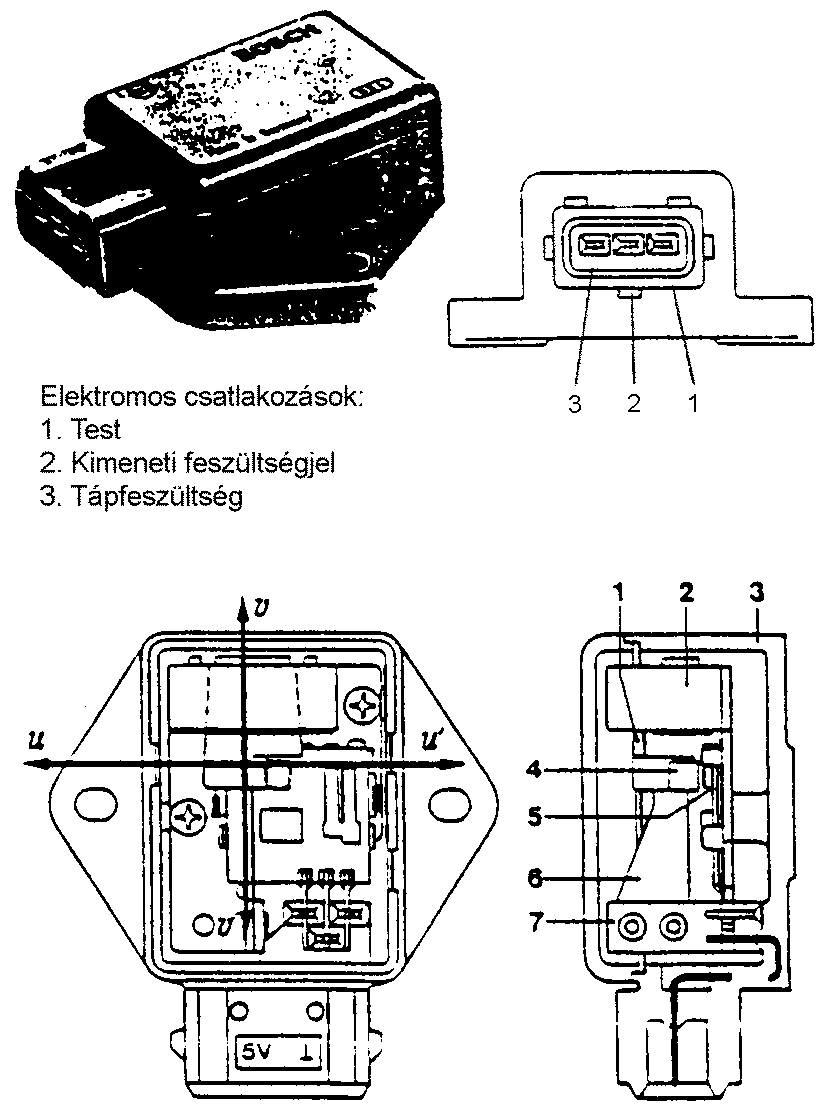 BOSCH
3 2 1
Elektromos csatlakozások:
1. Test
2. Kimeneti feszültségjel
3. Tápfeszültség
v
u u′
v
5V ⊥
1 2 3
4
5
6
7